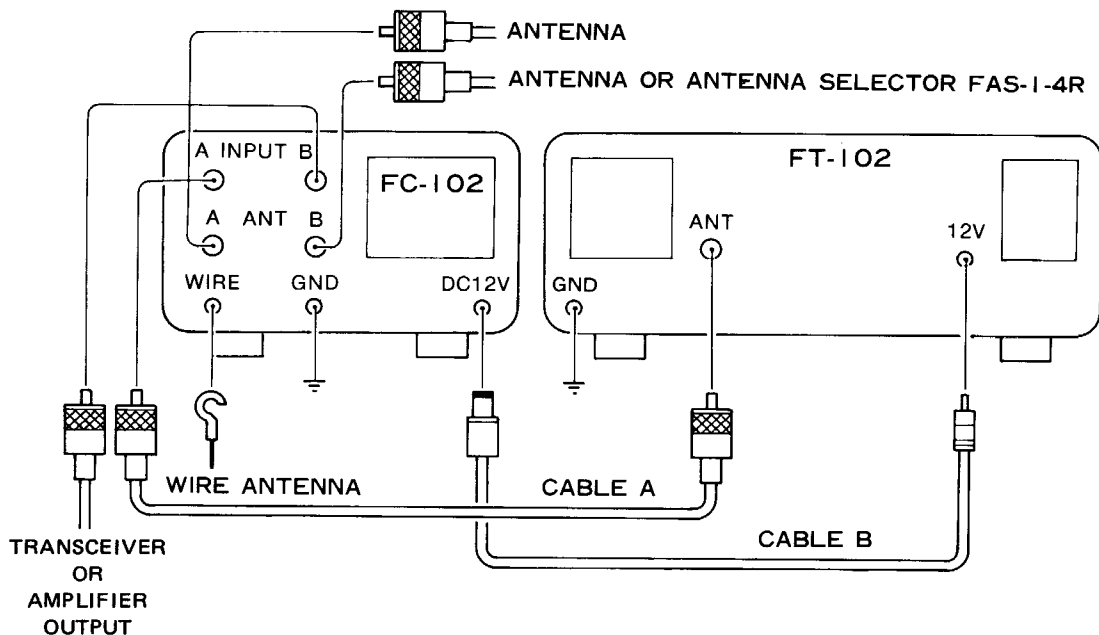 ANTENNA
ANTENNA OR ANTENNA SELECTOR FAS-1-4R
A INPUT B
FC-102
FT-102
A ANT B
ANT
12V
WIRE
GND
DC12V
GND
WIRE ANTENNA
CABLE A
CABLE B
TRANSCEIVER
OR
AMPLIFIER
OUTPUT